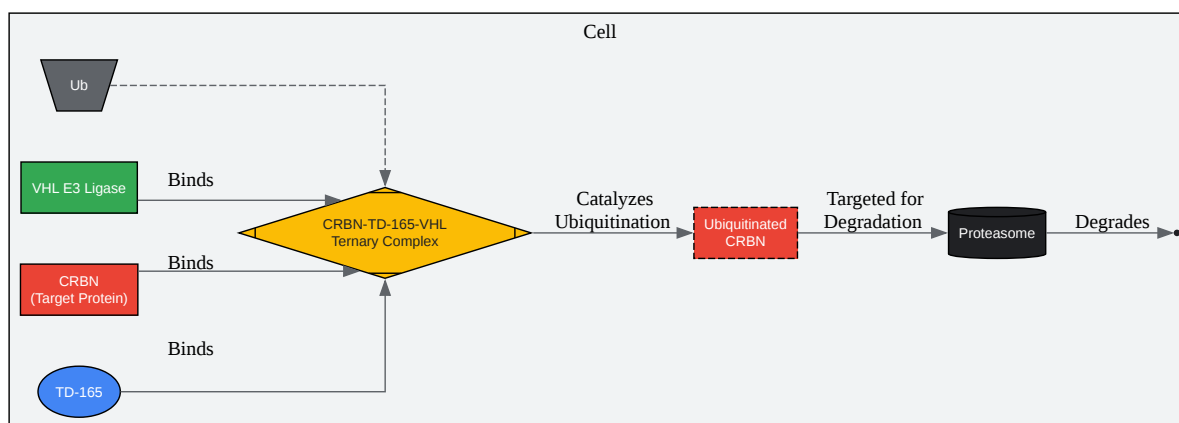 Cell
Ub
VHL E3 Ligase
Binds
CRBN
(Target Protein)
Binds
TD-165
Binds
CRBN-TD-165-VHL
Ternary Complex
Catalyzes
Ubiquitination
Ubiquitinated
CRBN
Targeted for
Degradation
Proteasome
Degrades